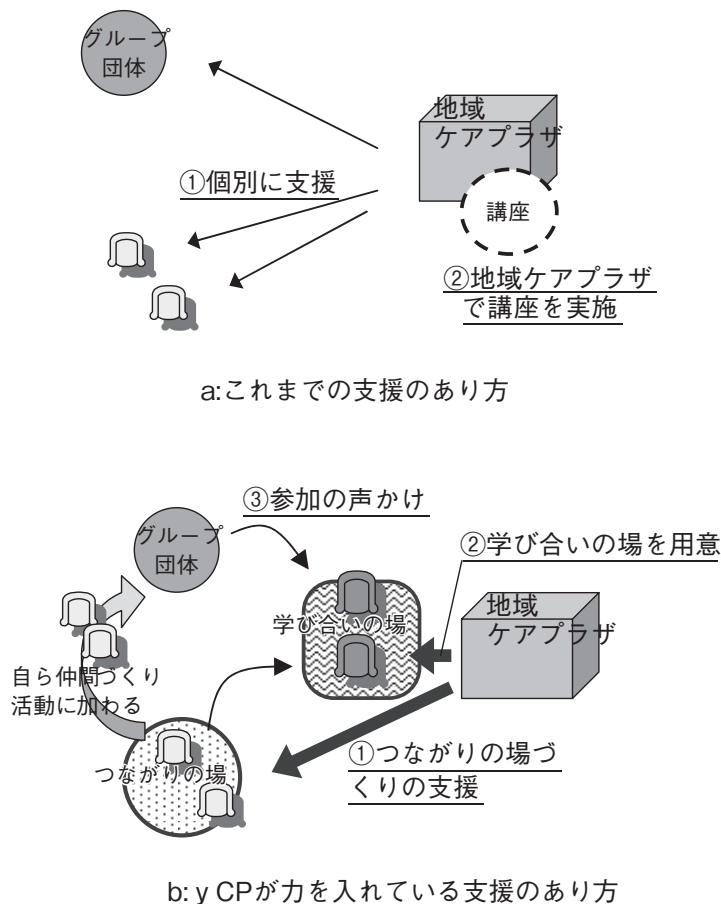 グループ
団体
地域
ケアプラザ
①個別に支援
講座
②地域ケアプラザ
で講座を実施
a:これまでの支援のあり方
③参加の声かけ
グループ
団体
②学び合いの場を用意
地域
ケアプラザ
学び合いの場
自ら仲間づくり
活動に加わる
つながりの場
①つながりの場づ
くりの支援
b: y CPが力を入れている支援のあり方